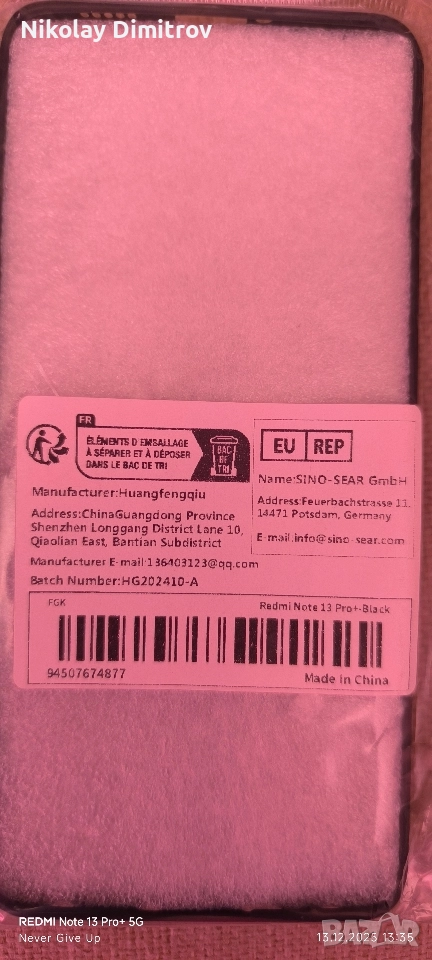 Nikolay Dimitrov
FR
ÉLÉMENTS D'EMBALLAGE
À SÉPARER ET À DÉPOSER
DANS LE BAC DE TRI
BAC
DE
TRI
EU REP
Manufacturer:Huangfengqiu
Address:ChinaGuangdong Province
Shenzhen Longgang District Lane 10,
Qiaolian East, Bantian Subdistrict
Manufacturer E-mail:136403123@qq.com
Batch Number:HG202410-A
Name:SINO-SEAR GmbH
Address:Feuerbachstrasse 11,
14471 Potsdam, Germany
E-mail.info@sino-sear.com
FGK
Redmi Note 13 Pro+-Black
94507674877
Made in China
REDMI Note 13 Pro+ 5G
Never Give Up
13.12.2025 13:35
BAZAR